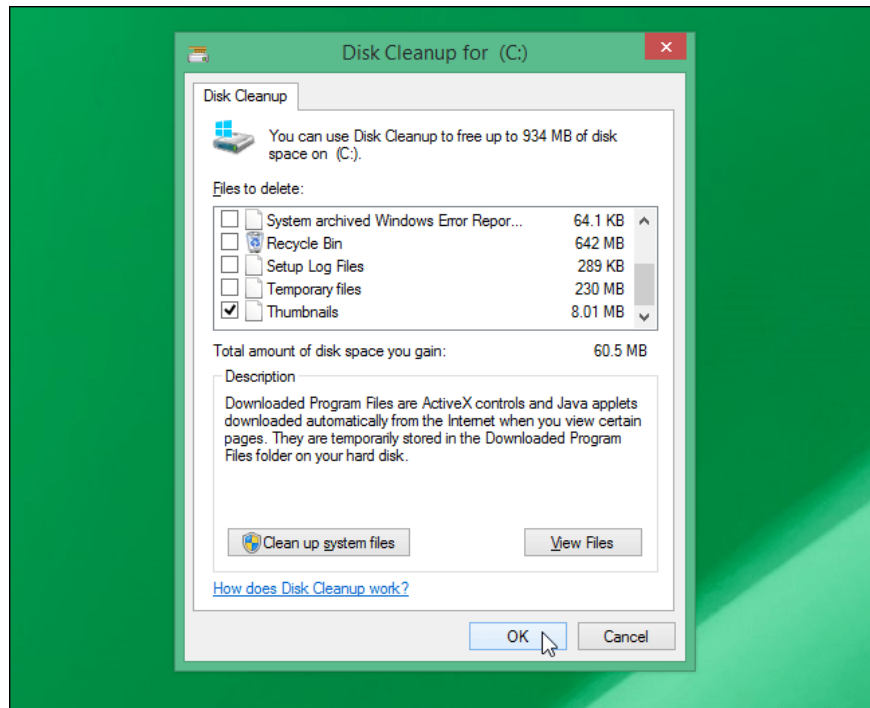 Disk Cleanup for  (C:)
Disk Cleanup
You can use Disk Cleanup to free up to 934 MB of disk
space on  (C:).
Files to delete:
System archived Windows Error Repor... 64.1 KB
Recycle Bin 642 MB
Setup Log Files 289 KB
Temporary files 230 MB
Thumbnails 8.01 MB
Total amount of disk space you gain: 60.5 MB
Description
Downloaded Program Files are ActiveX controls and Java applets
downloaded automatically from the Internet when you view certain
pages. They are temporarily stored in the Downloaded Program
Files folder on your hard disk.
Clean up system files View Files
How does Disk Cleanup work?
OK Cancel